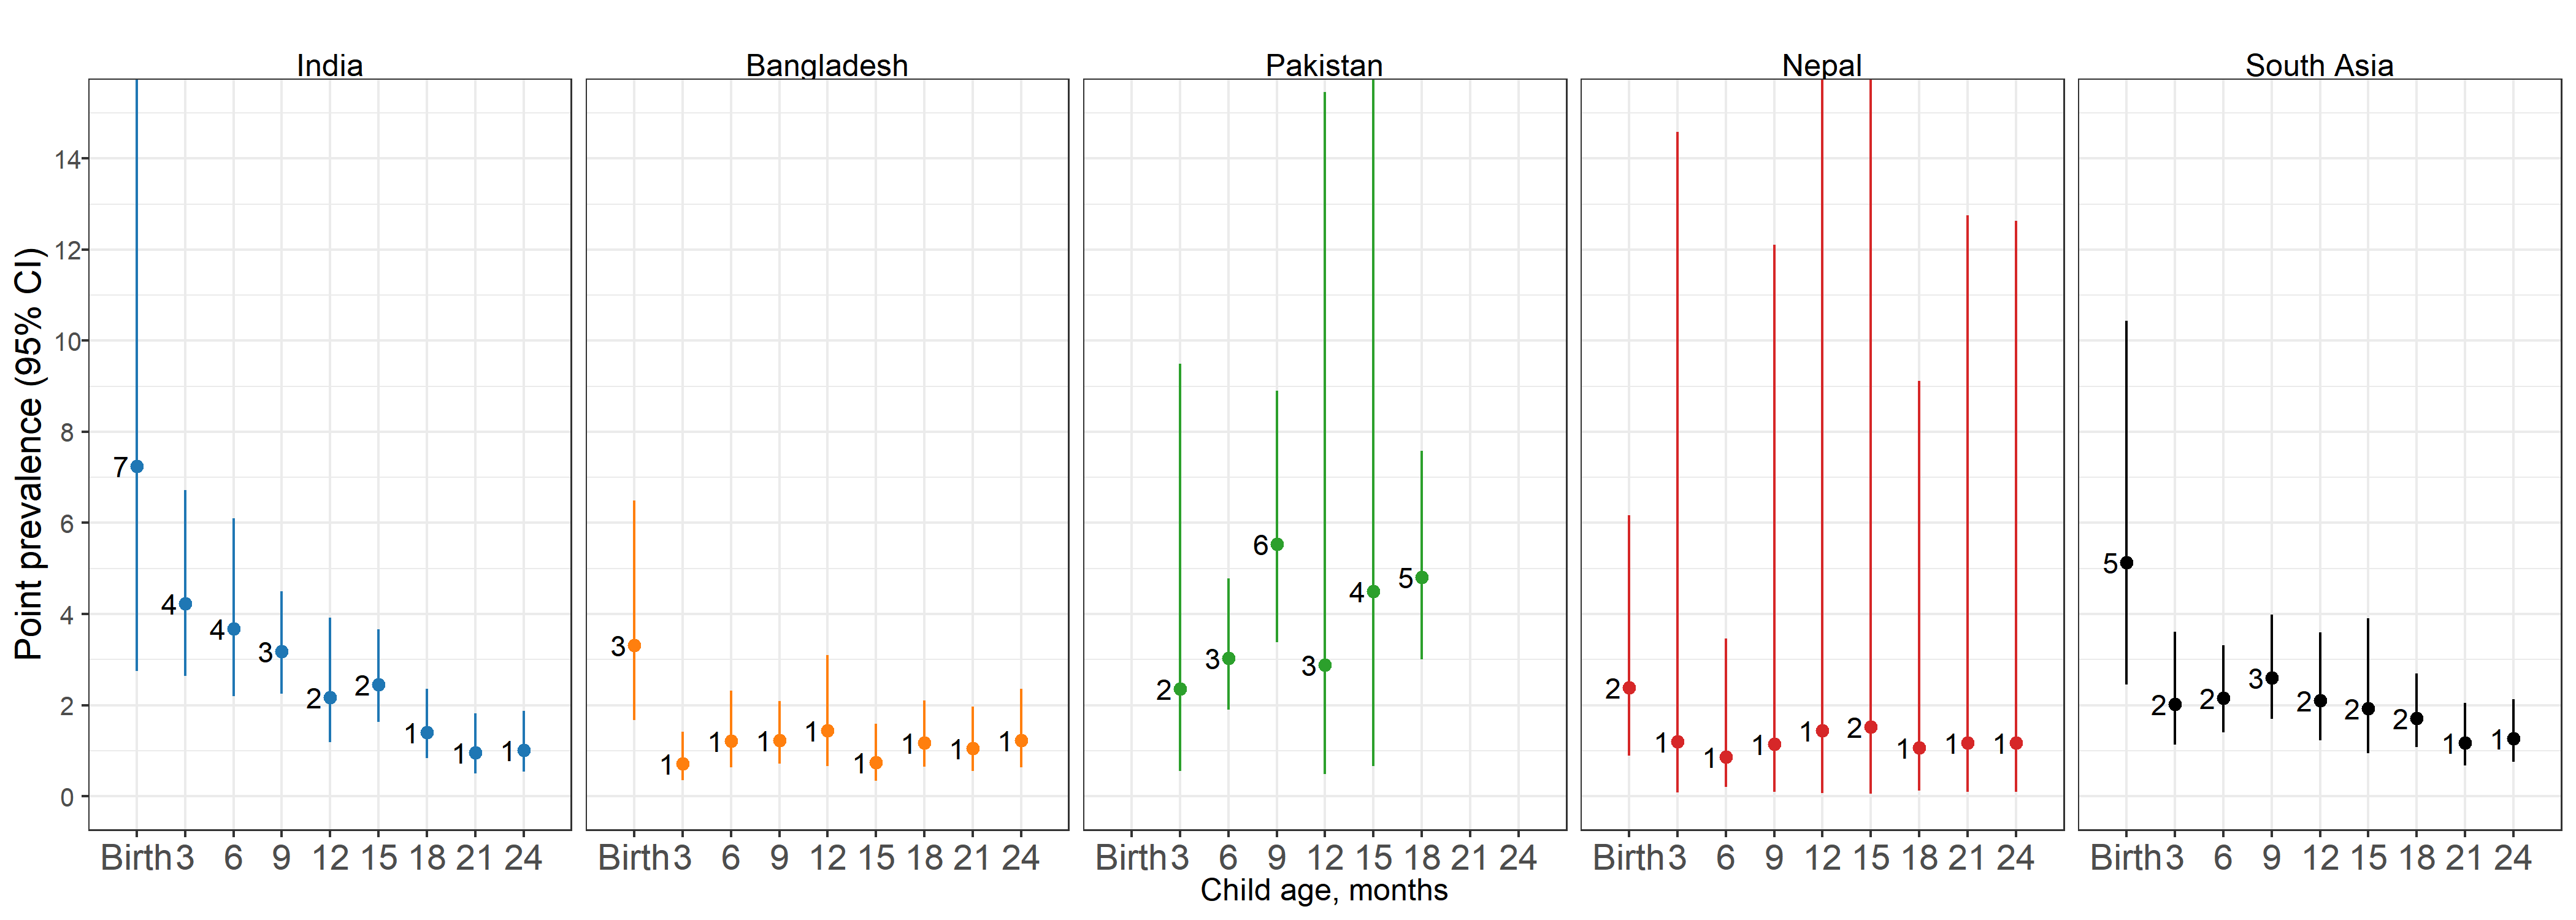 India Bangladesh Pakistan Nepal South Asia
Point prevalence (95% CI)
14
12
10
8
6
4
2
0
7 4 4 3 2 2 1 1 1
3 1 1 1 1 1 1 1 1
2 3 6 3 4 5
2 1 1 1 1 2 1 1 1
5 2 2 3 2 2 2 1 1
Birth 3 6 9 12 15 18 21 24 Birth 3 6 9 12 15 18 21 24 Birth 3 6 9 12 15 18 21 24 Birth 3 6 9 12 15 18 21 24 Birth 3 6 9 12 15 18 21 24
Child age, months